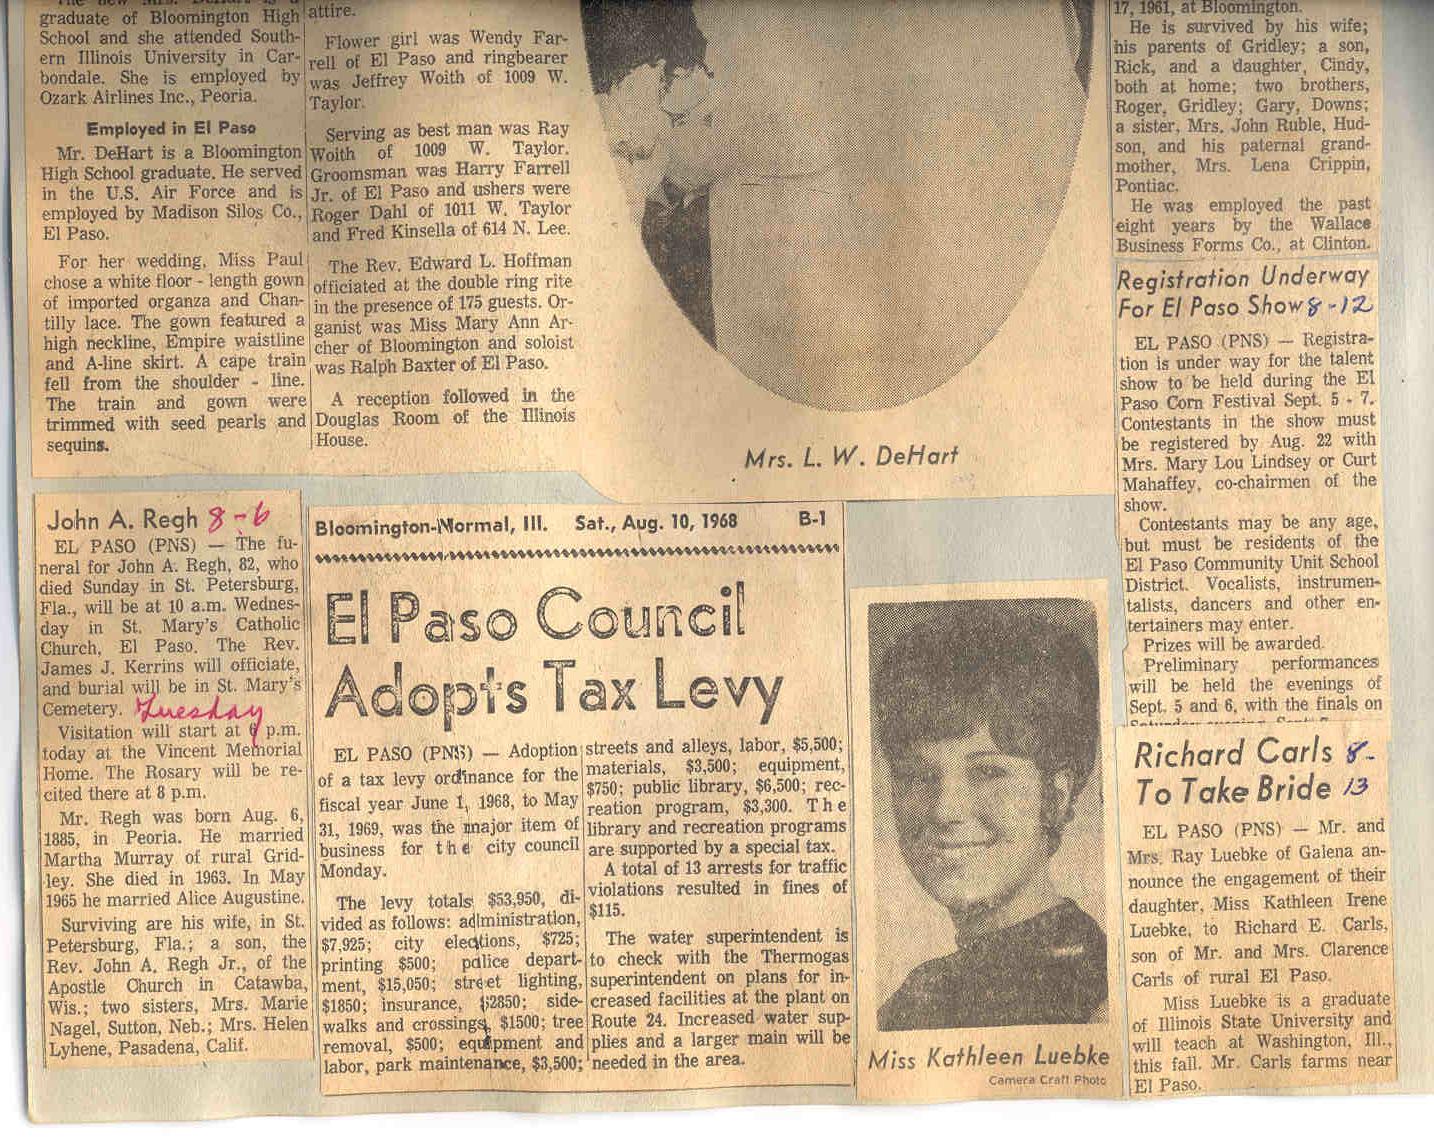 graduate of Bloomington High
School and she attended South-
ern Illinois University in Car-
bondale. She is employed by
Ozark Airlines Inc., Peoria.
Employed in El Paso
Mr. DeHart is a Bloomington
High School graduate. He served
in the U.S. Air Force and is
employed by Madison Silos Co.,
El Paso.
For her wedding, Miss Paul
chose a white floor - length gown
of imported organza and Chan-
tilly lace. The gown featured a
high neckline, Empire waistline
and A-line skirt. A cape train
fell from the shoulder - line.
The train and gown were
trimmed with seed pearls and
sequins.
attire.
Flower girl was Wendy Far-
rell of El Paso and ringbearer
was Jeffrey Woith of 1009 W.
Taylor.
Serving as best man was Ray
Woith of 1009 W. Taylor.
Groomsman was Harry Farrell
Jr. of El Paso and ushers were
Roger Dahl of 1011 W. Taylor
and Fred Kinsella of 614 N. Lee.
The Rev. Edward L. Hoffman
officiated at the double ring rite
in the presence of 175 guests. Or-
ganist was Miss Mary Ann Ar-
cher of Bloomington and soloist
was Ralph Baxter of El Paso.
A reception followed in the
Douglas Room of the Illinois
House.
Mrs. L. W. DeHart
17, 1961, at Bloomington.
He is survived by his wife;
his parents of Gridley; a son,
Rick, and a daughter, Cindy,
both at home; two brothers,
Roger, Gridley; Gary, Downs;
a sister, Mrs. John Ruble, Hud-
son, and his paternal grand-
mother, Mrs. Lena Crippin,
Pontiac.
He was employed the past
eight years by the Wallace
Business Forms Co., at Clinton.
Registration Underway
For El Paso Show 8-12
EL PASO (PNS) — Registra-
tion is under way for the talent
show to be held during the El
Paso Corn Festival Sept. 5 - 7.
Contestants in the show must
be registered by Aug. 22 with
Mrs. Mary Lou Lindsey or Curt
Mahaffey, co-chairmen of the
show.
Contestants may be any age,
but must be residents of the
El Paso Community Unit School
District. Vocalists, instrumen-
talists, dancers and other en-
tertainers may enter.
Prizes will be awarded.
Preliminary performances
will be held the evenings of
Sept. 5 and 6, with the finals on
John A. Regh 8-6
EL PASO (PNS) — The fu-
neral for John A. Regh, 82, who
died Sunday in St. Petersburg,
Fla., will be at 10 a.m. Wednes-
day in St. Mary's Catholic
Church, El Paso. The Rev.
James J. Kerrins will officiate,
and burial will be in St. Mary's
Cemetery. Tuesday
Visitation will start at 6 p.m.
today at the Vincent Memorial
Home. The Rosary will be re-
cited there at 8 p.m.
Mr. Regh was born Aug. 6,
1885, in Peoria. He married
Martha Murray of rural Grid-
ley. She died in 1963. In May
1965 he married Alice Augustine.
Surviving are his wife, in St.
Petersburg, Fla.; a son, the
Rev. John A. Regh Jr., of the
Apostle Church in Catawba,
Wis.; two sisters, Mrs. Marie
Nagel, Sutton, Neb.; Mrs. Helen
Lyhene, Pasadena, Calif.
Bloomington-Normal, Ill. Sat., Aug. 10, 1968 B-1
El Paso Council
Adopts Tax Levy
EL PASO (PNS) — Adoption
of a tax levy ordinance for the
fiscal year June 1, 1968, to May
31, 1969, was the major item of
business for the city council
Monday.
The levy totals $53,950, di-
vided as follows: administration,
$7,925; city elections, $725;
printing $500; police depart-
ment, $15,050; street lighting,
$1850; insurance, $2850; side-
walks and crossings, $1500; tree
removal, $500; equipment and
labor, park maintenance, $3,500;
streets and alleys, labor, $5,500;
materials, $3,500; equipment,
$750; public library, $6,500; rec-
reation program, $3,300. The
library and recreation programs
are supported by a special tax.
A total of 13 arrests for traffic
violations resulted in fines of
$115.
The water superintendent is
to check with the Thermogas
superintendent on plans for in-
creased facilities at the plant on
Route 24. Increased water sup-
plies and a larger main will be
needed in the area.
Miss Kathleen Luebke
Camera Craft Photo
Richard Carls 8-
To Take Bride 13
EL PASO (PNS) — Mr. and
Mrs. Ray Luebke of Galena an-
nounce the engagement of their
daughter, Miss Kathleen Irene
Luebke, to Richard E. Carls,
son of Mr. and Mrs. Clarence
Carls of rural El Paso.
Miss Luebke is a graduate
of Illinois State University and
will teach at Washington, Ill.,
this fall. Mr. Carls farms near
El Paso.